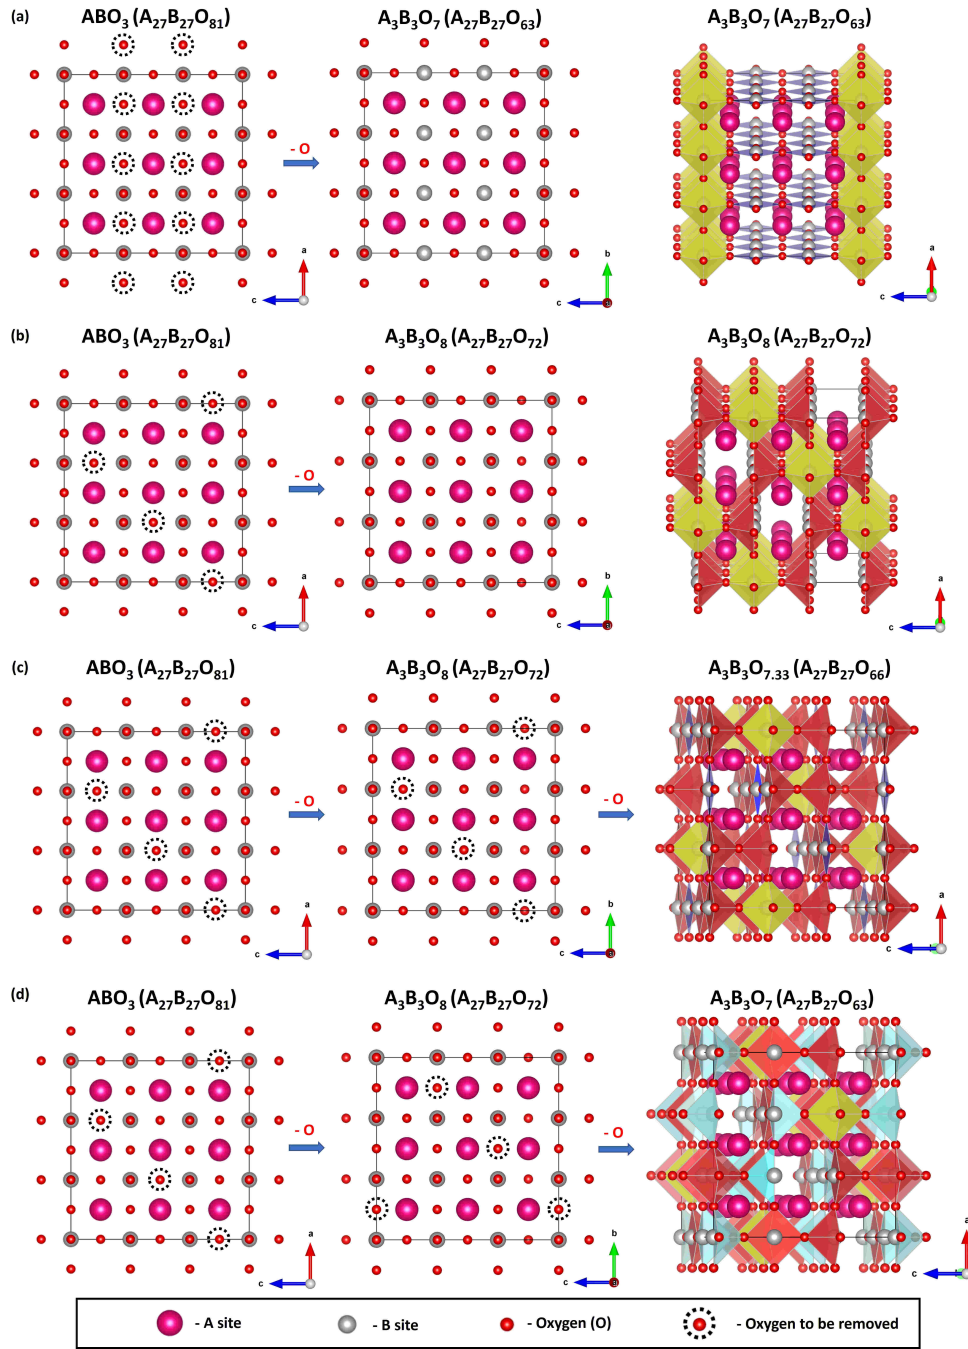 (a) ABO₃ (A₂₇B₂₇O₈₁) A₃B₃O₇ (A₂₇B₂₇O₆₃) A₃B₃O₇ (A₂₇B₂₇O₆₃)
- O
a b a
c c c
(b) ABO₃ (A₂₇B₂₇O₈₁) A₃B₃O₈ (A₂₇B₂₇O₇₂) A₃B₃O₈ (A₂₇B₂₇O₇₂)
- O
a b a
c c c
(c) ABO₃ (A₂₇B₂₇O₈₁) A₃B₃O₈ (A₂₇B₂₇O₇₂) A₃B₃O₇.₃₃ (A₂₇B₂₇O₆₆)
- O - O
a b a
c c c
(d) ABO₃ (A₂₇B₂₇O₈₁) A₃B₃O₈ (A₂₇B₂₇O₇₂) A₃B₃O₇ (A₂₇B₂₇O₆₃)
- O - O
a b a
c c c
- A site - B site - Oxygen (O) - Oxygen to be removed